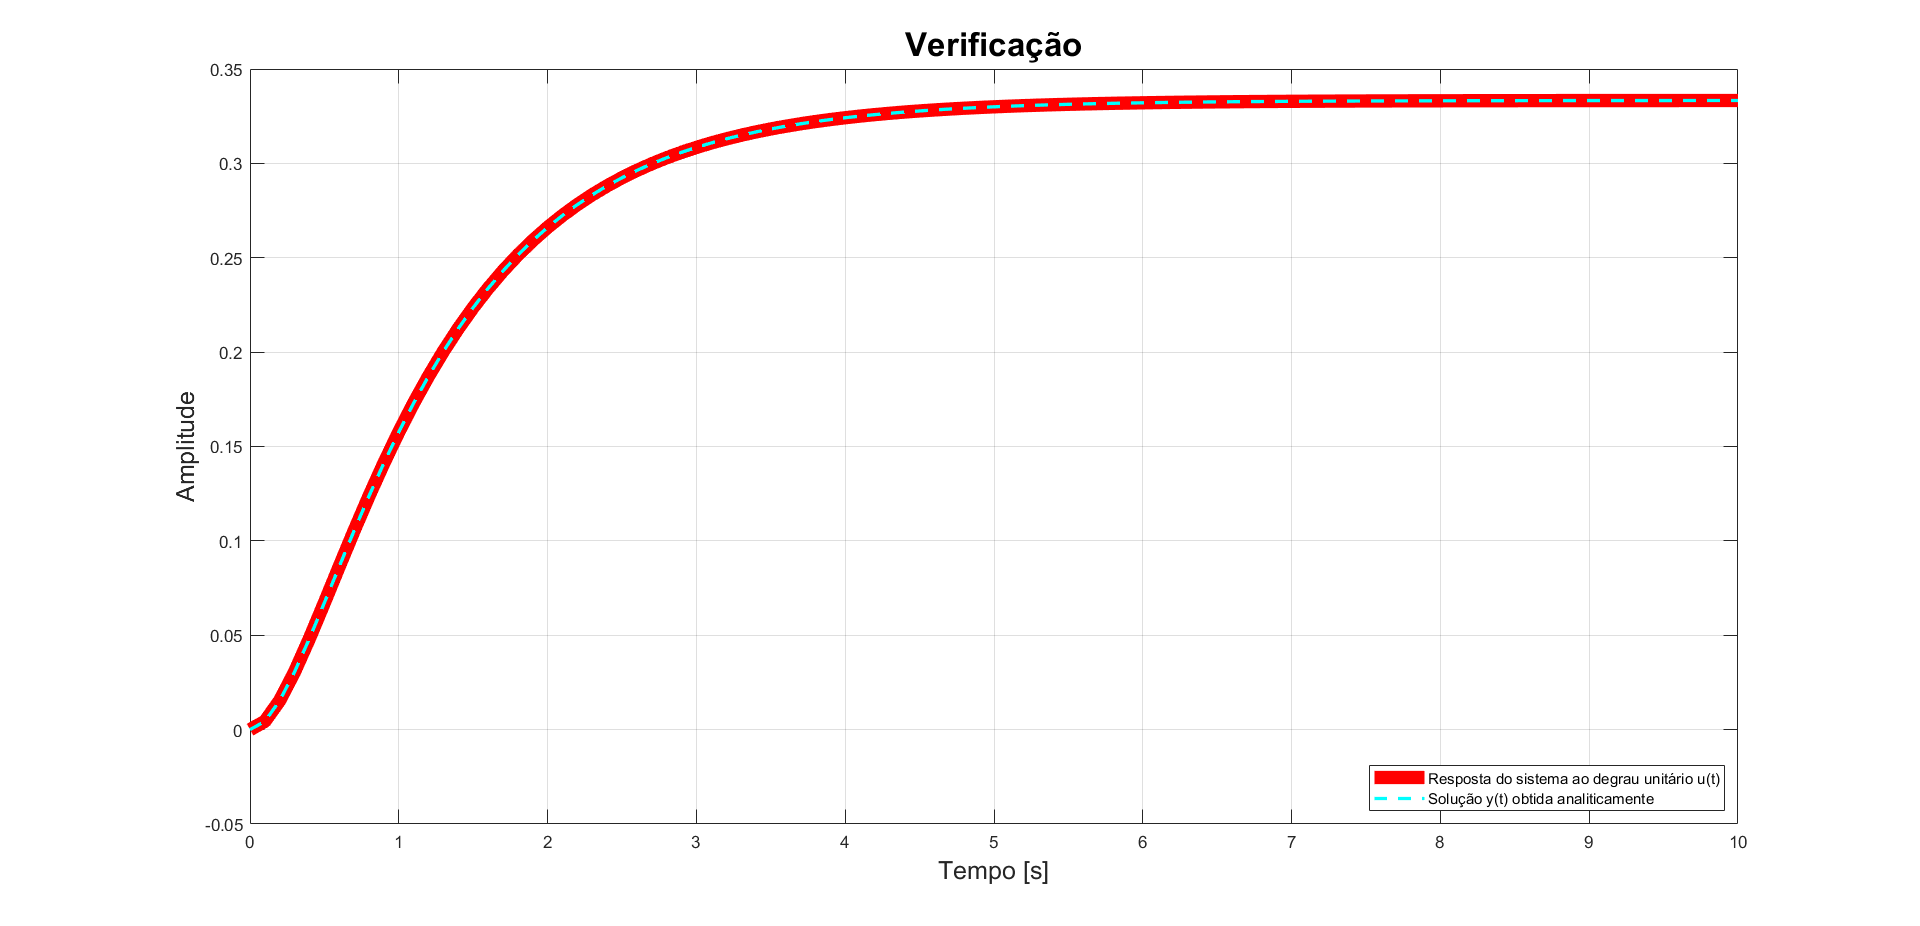 Verificação
0.35
0.3
0.25
0.2
0.15
0.1
0.05
0
-0.05
Amplitude
0 1 2 3 4 5 6 7 8 9 10
Tempo [s]
Resposta do sistema ao degrau unitário u(t)
Solução y(t) obtida analiticamente